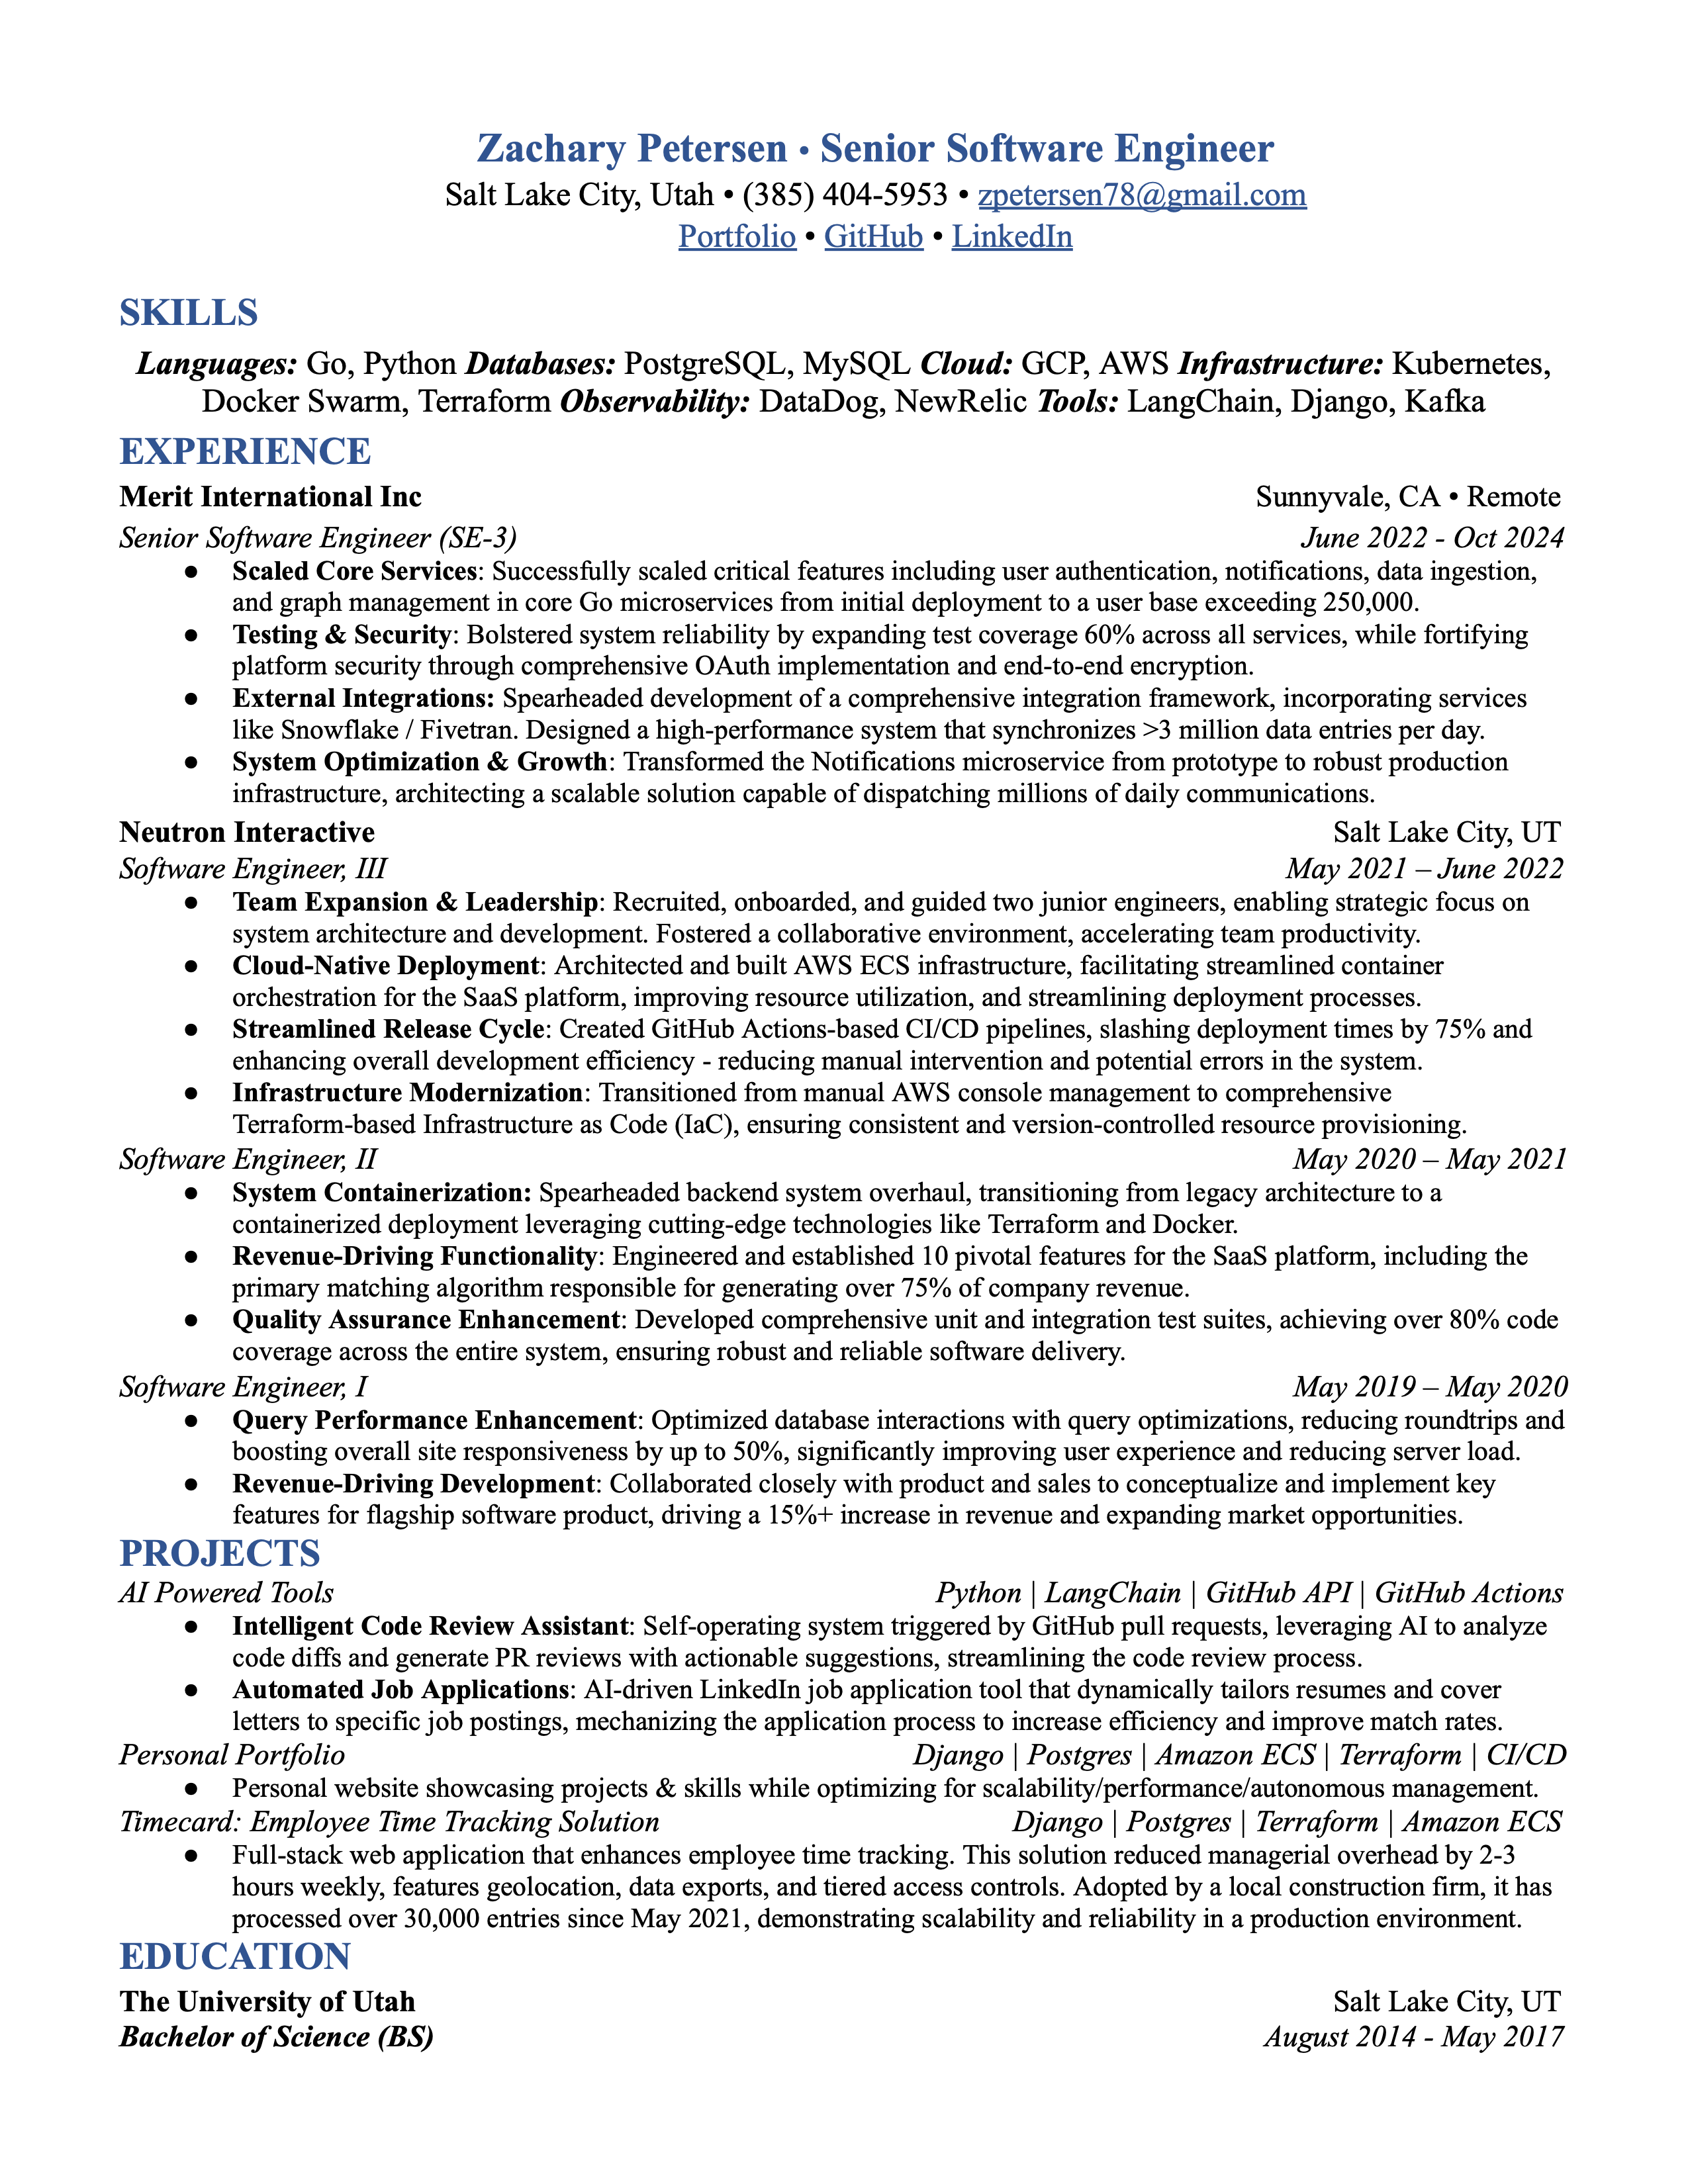 Zachary Petersen · Senior Software Engineer
Salt Lake City, Utah • (385) 404-5953 • zpetersen78@gmail.com
Portfolio • GitHub • LinkedIn
SKILLS
Languages: Go, Python Databases: PostgreSQL, MySQL Cloud: GCP, AWS Infrastructure: Kubernetes,
Docker Swarm, Terraform Observability: DataDog, NewRelic Tools: LangChain, Django, Kafka
EXPERIENCE
Merit International Inc Sunnyvale, CA • Remote
Senior Software Engineer (SE-3) June 2022 - Oct 2024
● Scaled Core Services: Successfully scaled critical features including user authentication, notifications, data ingestion,
and graph management in core Go microservices from initial deployment to a user base exceeding 250,000.
● Testing & Security: Bolstered system reliability by expanding test coverage 60% across all services, while fortifying
platform security through comprehensive OAuth implementation and end-to-end encryption.
● External Integrations: Spearheaded development of a comprehensive integration framework, incorporating services
like Snowflake / Fivetran. Designed a high-performance system that synchronizes >3 million data entries per day.
● System Optimization & Growth: Transformed the Notifications microservice from prototype to robust production
infrastructure, architecting a scalable solution capable of dispatching millions of daily communications.
Neutron Interactive Salt Lake City, UT
Software Engineer, III May 2021 – June 2022
● Team Expansion & Leadership: Recruited, onboarded, and guided two junior engineers, enabling strategic focus on
system architecture and development. Fostered a collaborative environment, accelerating team productivity.
● Cloud-Native Deployment: Architected and built AWS ECS infrastructure, facilitating streamlined container
orchestration for the SaaS platform, improving resource utilization, and streamlining deployment processes.
● Streamlined Release Cycle: Created GitHub Actions-based CI/CD pipelines, slashing deployment times by 75% and
enhancing overall development efficiency - reducing manual intervention and potential errors in the system.
● Infrastructure Modernization: Transitioned from manual AWS console management to comprehensive
Terraform-based Infrastructure as Code (IaC), ensuring consistent and version-controlled resource provisioning.
Software Engineer, II May 2020 – May 2021
● System Containerization: Spearheaded backend system overhaul, transitioning from legacy architecture to a
containerized deployment leveraging cutting-edge technologies like Terraform and Docker.
● Revenue-Driving Functionality: Engineered and established 10 pivotal features for the SaaS platform, including the
primary matching algorithm responsible for generating over 75% of company revenue.
● Quality Assurance Enhancement: Developed comprehensive unit and integration test suites, achieving over 80% code
coverage across the entire system, ensuring robust and reliable software delivery.
Software Engineer, I May 2019 – May 2020
● Query Performance Enhancement: Optimized database interactions with query optimizations, reducing roundtrips and
boosting overall site responsiveness by up to 50%, significantly improving user experience and reducing server load.
● Revenue-Driving Development: Collaborated closely with product and sales to conceptualize and implement key
features for flagship software product, driving a 15%+ increase in revenue and expanding market opportunities.
PROJECTS
AI Powered Tools Python | LangChain | GitHub API | GitHub Actions
● Intelligent Code Review Assistant: Self-operating system triggered by GitHub pull requests, leveraging AI to analyze
code diffs and generate PR reviews with actionable suggestions, streamlining the code review process.
● Automated Job Applications: AI-driven LinkedIn job application tool that dynamically tailors resumes and cover
letters to specific job postings, mechanizing the application process to increase efficiency and improve match rates.
Personal Portfolio Django | Postgres | Amazon ECS | Terraform | CI/CD
● Personal website showcasing projects & skills while optimizing for scalability/performance/autonomous management.
Timecard: Employee Time Tracking Solution Django | Postgres | Terraform | Amazon ECS
● Full-stack web application that enhances employee time tracking. This solution reduced managerial overhead by 2-3
hours weekly, features geolocation, data exports, and tiered access controls. Adopted by a local construction firm, it has
processed over 30,000 entries since May 2021, demonstrating scalability and reliability in a production environment.
EDUCATION
The University of Utah Salt Lake City, UT
Bachelor of Science (BS) August 2014 - May 2017